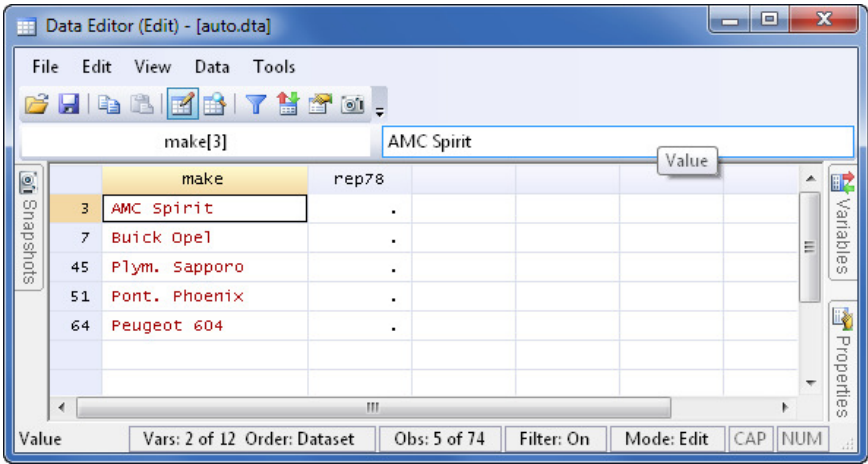 Data Editor (Edit) - [auto.dta]
File Edit View Data Tools
make[3] AMC Spirit
Value
make rep78
3 AMC Spirit .
7 Buick Opel .
45 Plym. Sapporo .
51 Pont. Phoenix .
64 Peugeot 604 .
Snapshots
Variables
Properties
Value Vars: 2 of 12 Order: Dataset Obs: 5 of 74 Filter: On Mode: Edit CAP NUM